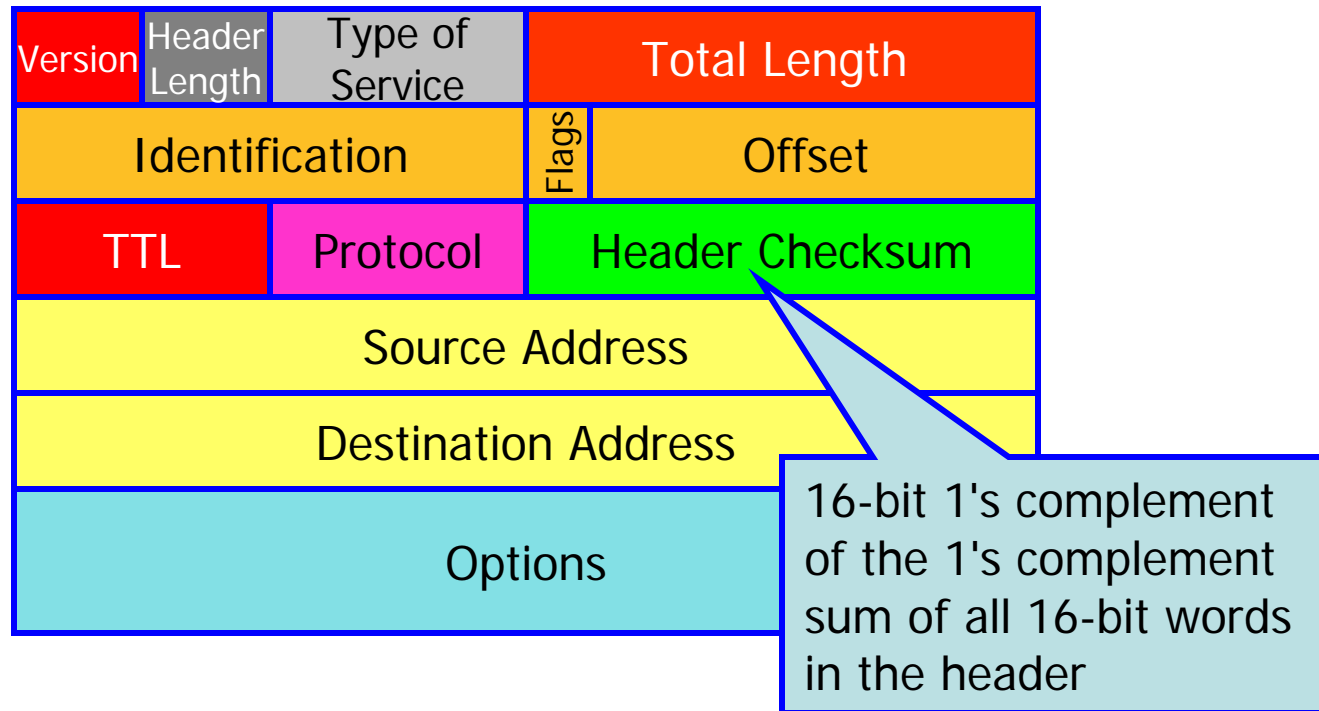 Version
Header
Length
Type of
Service
Total Length
Identification
Flags
Offset
TTL
Protocol
Header Checksum
Source Address
Destination Address
Options
16-bit 1's complement
of the 1's complement
sum of all 16-bit words
in the header